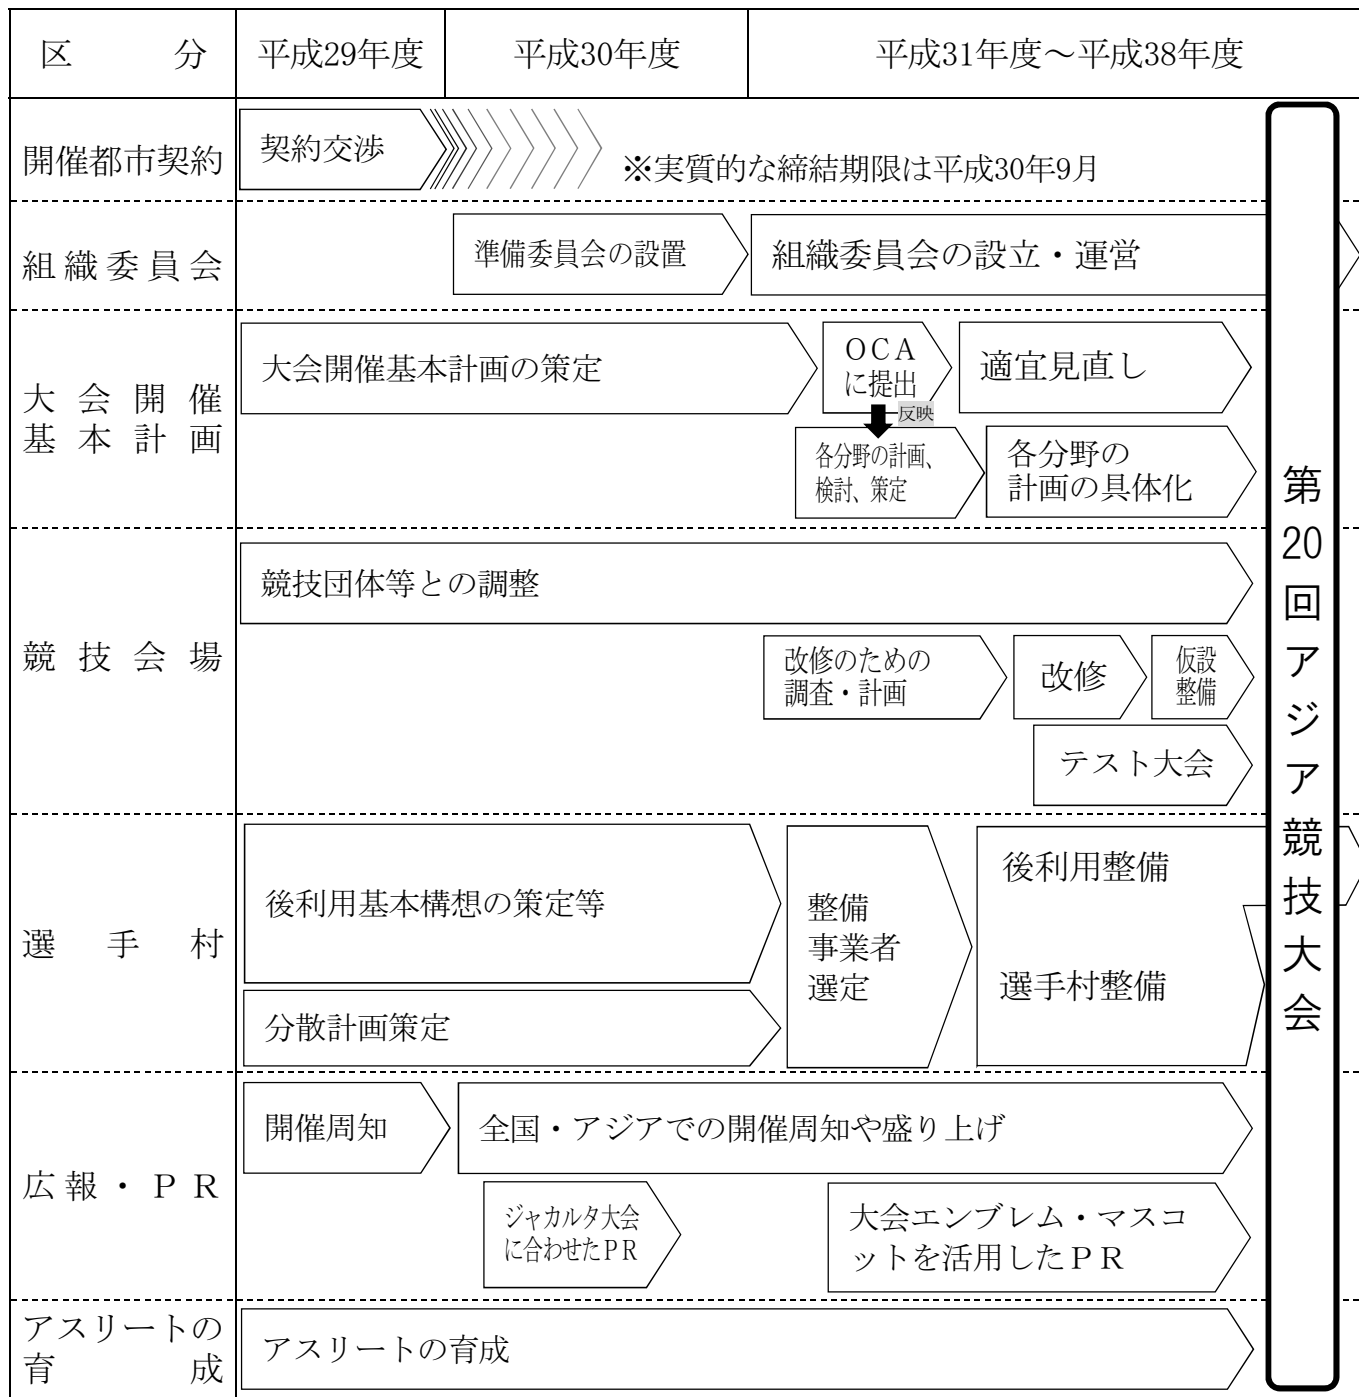 区　分
平成29年度
平成30年度
平成31年度～平成38年度
開催都市契約
契約交渉
※実質的な締結期限は平成30年9月
組織委員会
準備委員会の設置
組織委員会の設立・運営
大会開催
基本計画
大会開催基本計画の策定
ＯＣＡ
に提出
適宜見直し
反映
各分野の計画、
検討、策定
各分野の
計画の具体化
競技会場
競技団体等との調整
改修のための
調査・計画
改修
仮設
整備
テスト大会
選手村
後利用基本構想の策定等
分散計画策定
整備
事業者
選定
後利用整備
選手村整備
広報・ＰＲ
開催周知
全国・アジアでの開催周知や盛り上げ
ジャカルタ大会
に合わせたＰＲ
大会エンブレム・マスコ
ットを活用したＰＲ
アスリートの
育成
アスリートの育成
第20回アジア競技大会